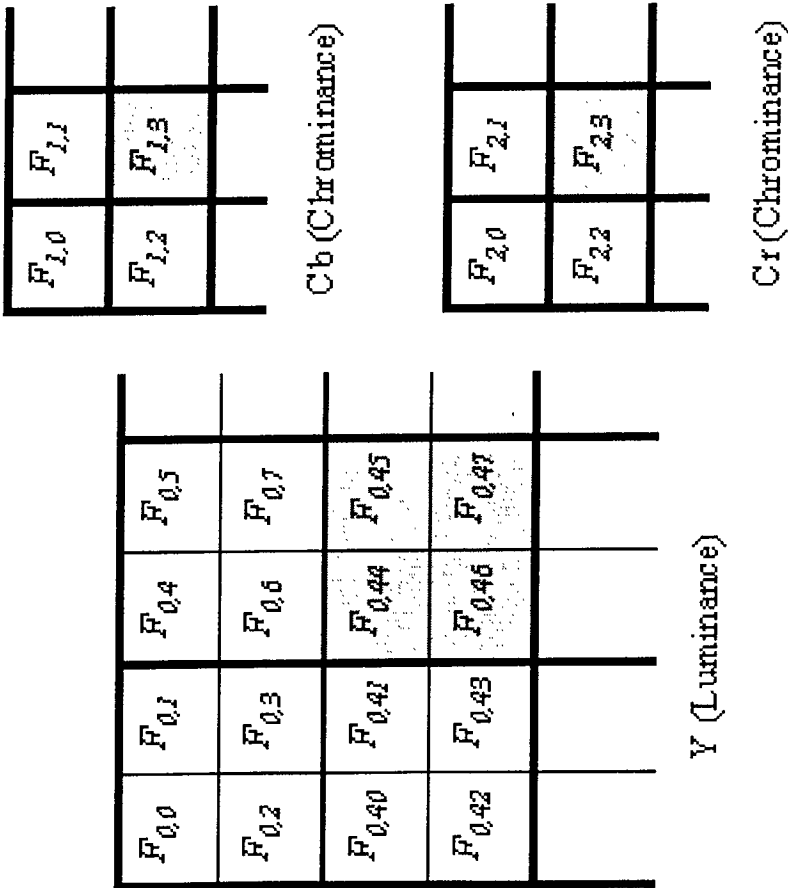 F0,0 F0,1 F0,4 F0,5
F0,2 F0,3 F0,6 F0,7
F0,40 F0,41 F0,44 F0,45
F0,42 F0,43 F0,46 F0,47
Y (Luminance)
F1,0 F1,1
F1,2 F1,3
Cb (Chrominance)
F2,0 F2,1
F2,2 F2,3
Cr (Chrominance)